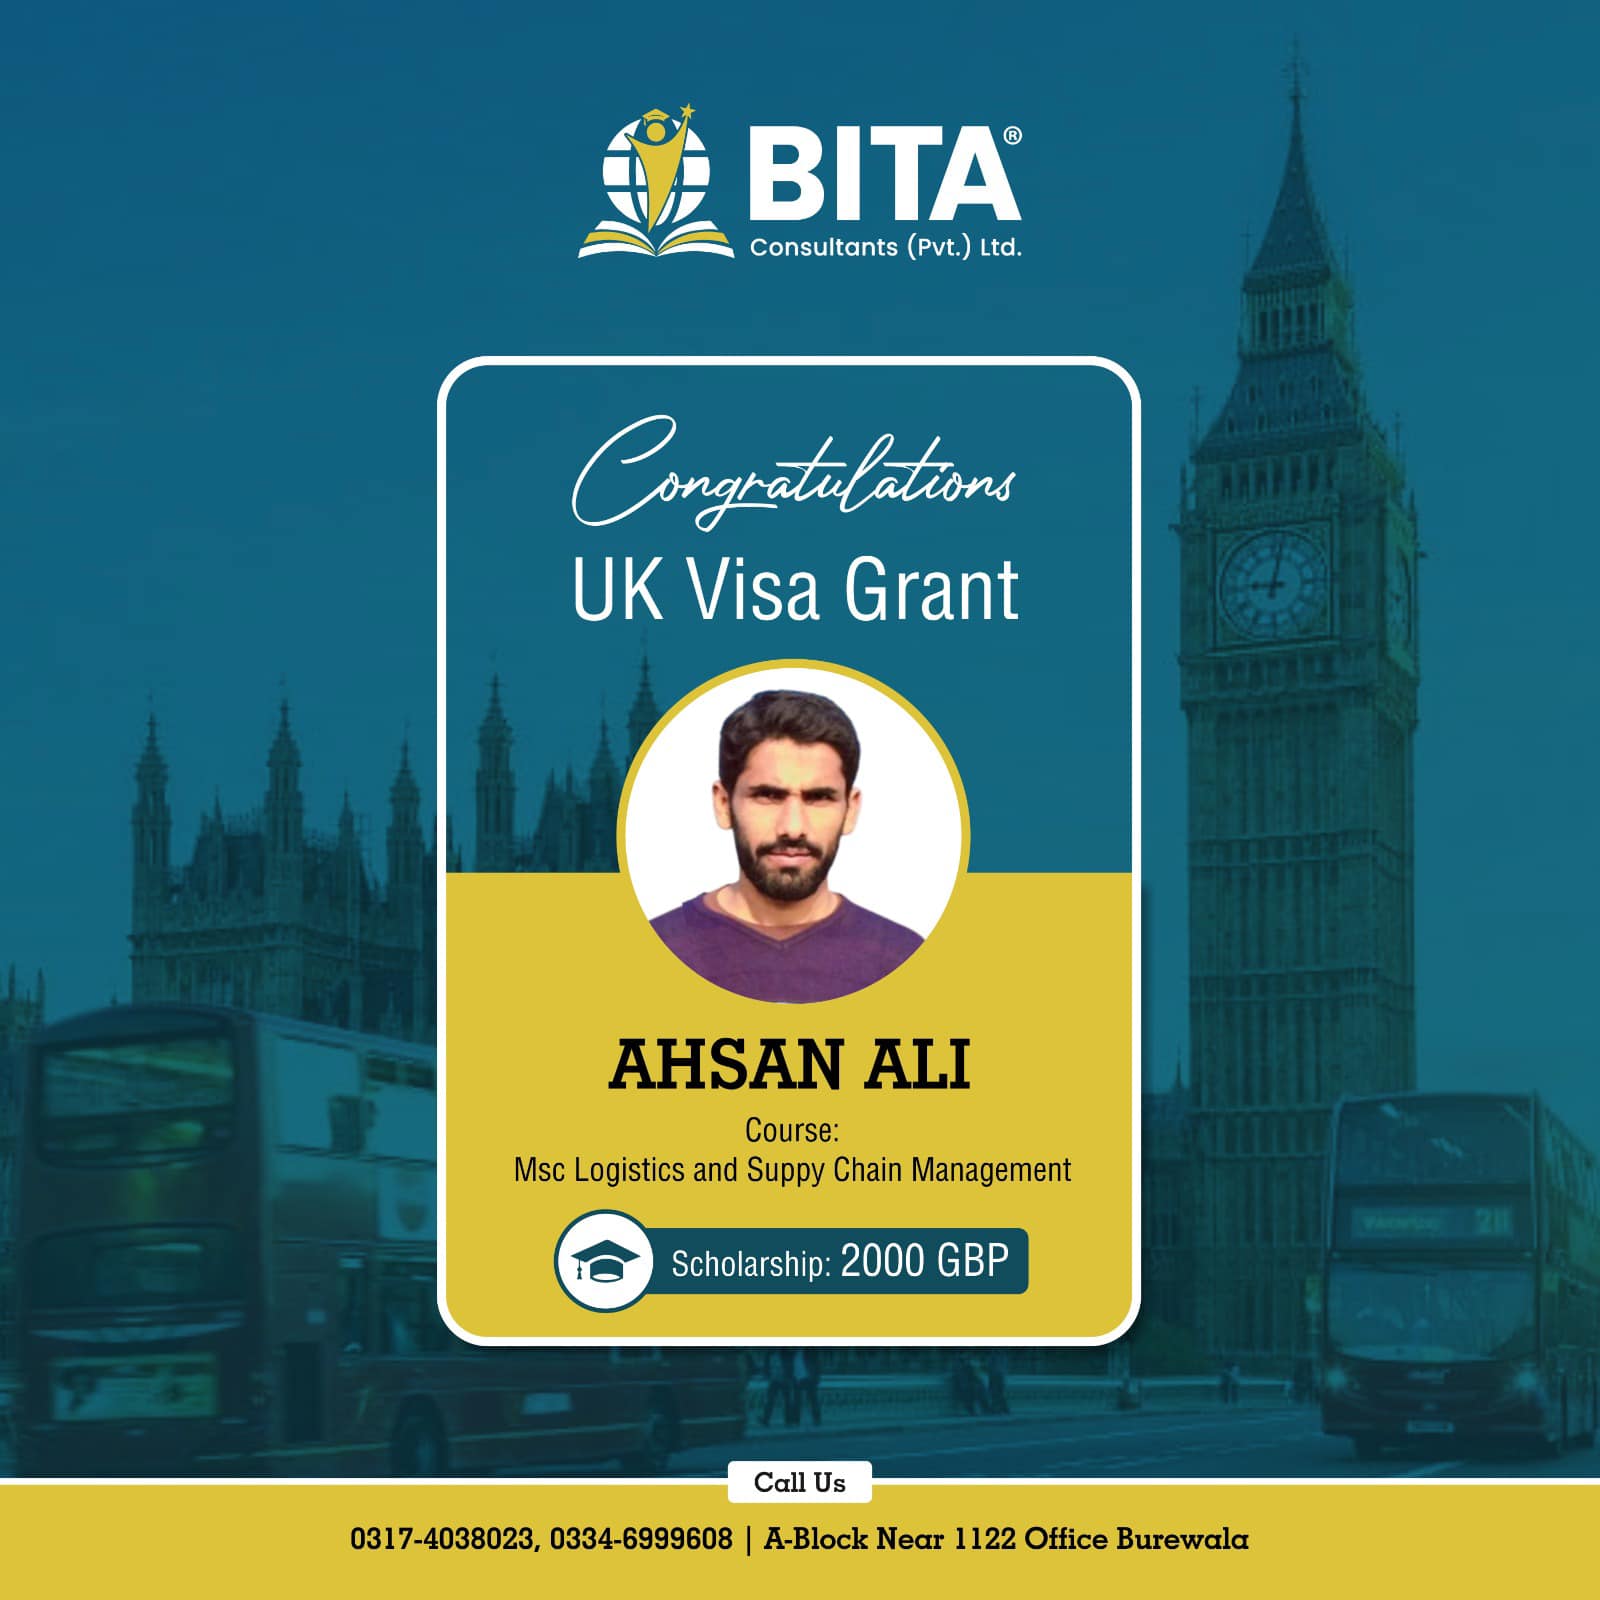 BITA®
Consultants (Pvt.) Ltd.
Congratulations
UK Visa Grant
AHSAN ALI
Course:
Msc Logistics and Suppy Chain Management
Scholarship: 2000 GBP
Call Us
0317-4038023, 0334-6999608 | A-Block Near 1122 Office Burewala